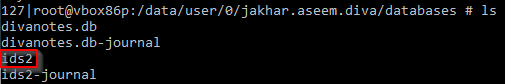 127|root@vbox86p:/data/user/0/jakhar.aseem.diva/databases # ls
divanotes.db
divanotes.db-journal
ids2
ids2-journal